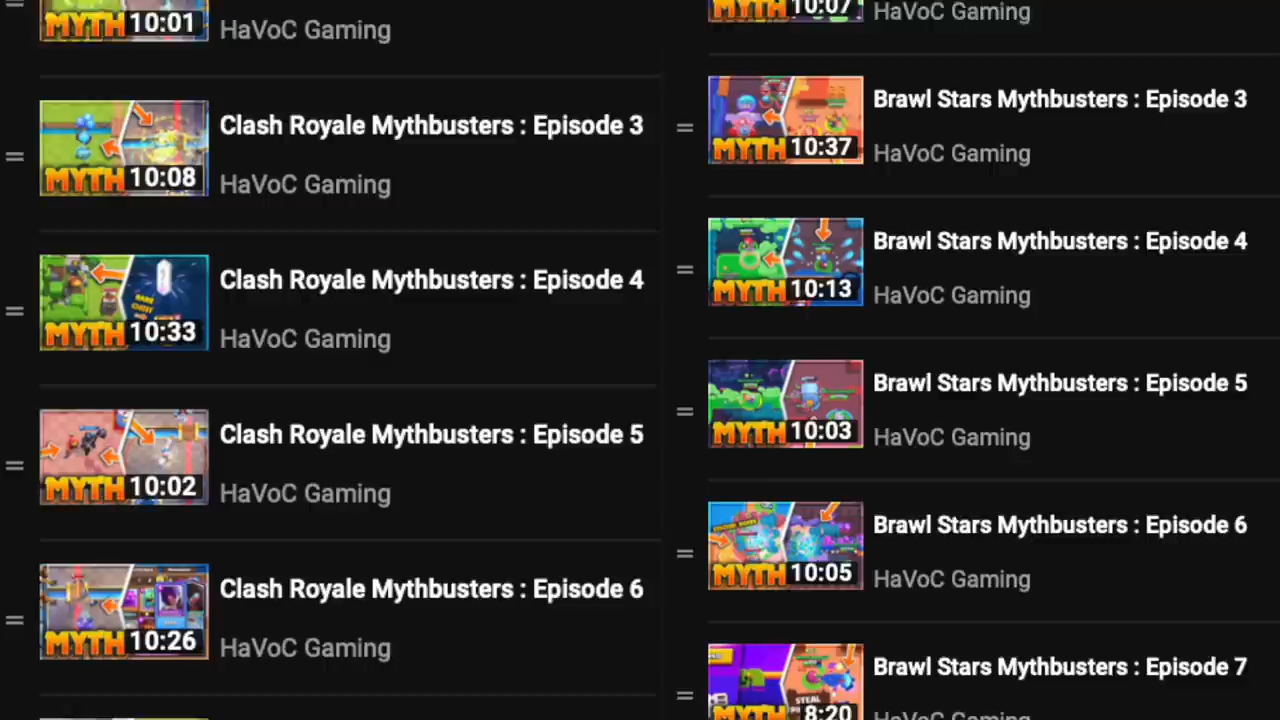 MYTH 10:01
HaVoC Gaming
MYTH 10:08
Clash Royale Mythbusters : Episode 3
HaVoC Gaming
MYTH 10:33
Clash Royale Mythbusters : Episode 4
HaVoC Gaming
MYTH 10:02
Clash Royale Mythbusters : Episode 5
HaVoC Gaming
MYTH 10:26
Clash Royale Mythbusters : Episode 6
HaVoC Gaming
MYTH 10:07
HaVoC Gaming
MYTH 10:37
Brawl Stars Mythbusters : Episode 3
HaVoC Gaming
MYTH 10:13
Brawl Stars Mythbusters : Episode 4
HaVoC Gaming
MYTH 10:03
Brawl Stars Mythbusters : Episode 5
HaVoC Gaming
MYTH 10:05
Brawl Stars Mythbusters : Episode 6
HaVoC Gaming
STEAL
MYTH 8:20
Brawl Stars Mythbusters : Episode 7
HaVoC Gaming